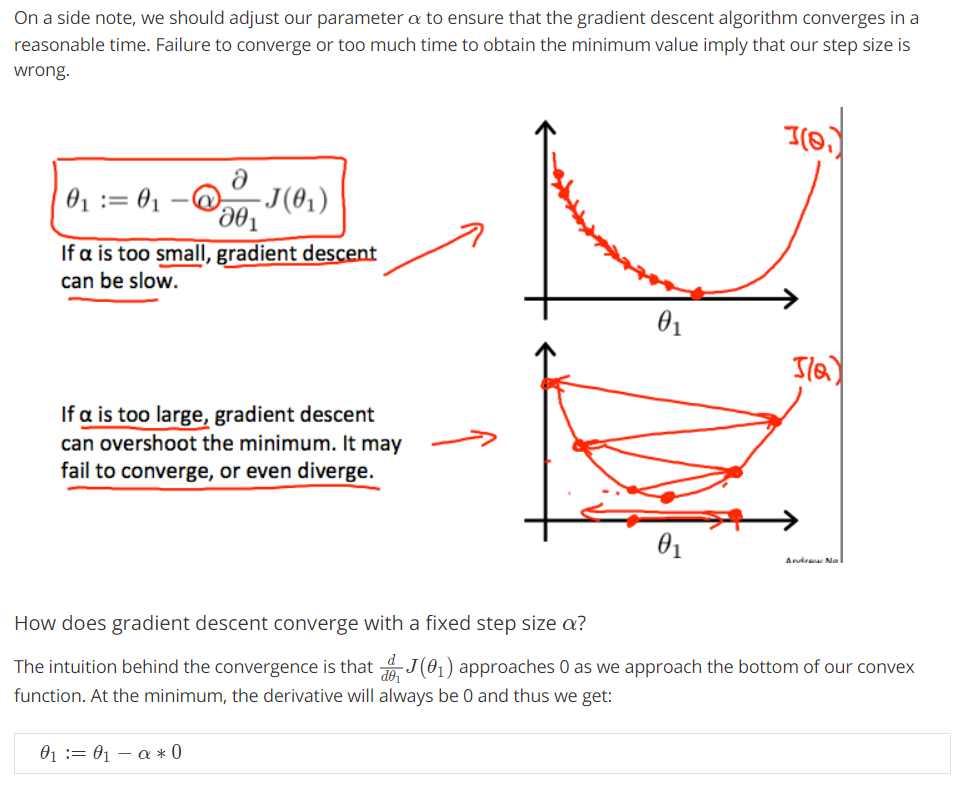 On a side note, we should adjust our parameter α to ensure that the gradient descent algorithm converges in a
reasonable time. Failure to converge or too much time to obtain the minimum value imply that our step size is
wrong.
J(θ₁)
θ₁ := θ₁ − α ∂/∂θ₁ J(θ₁)
If α is too small, gradient descent
can be slow.
θ₁
J(θ)
If α is too large, gradient descent
can overshoot the minimum. It may
fail to converge, or even diverge.
θ₁
Andrew Ng
How does gradient descent converge with a fixed step size α?
The intuition behind the convergence is that d/dθ₁ J(θ₁) approaches 0 as we approach the bottom of our convex
function. At the minimum, the derivative will always be 0 and thus we get:
θ₁ := θ₁ − α * 0